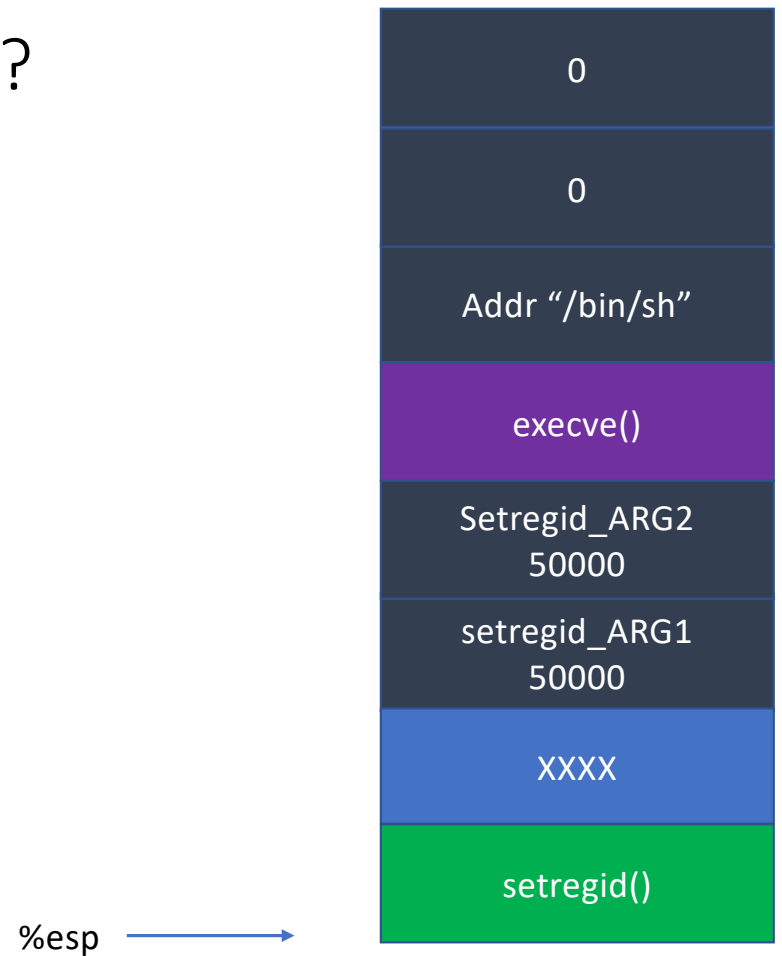 ?
0
0
Addr “/bin/sh”
execve()
Setregid_ARG2
50000
setregid_ARG1
50000
XXXX
setregid()
%esp